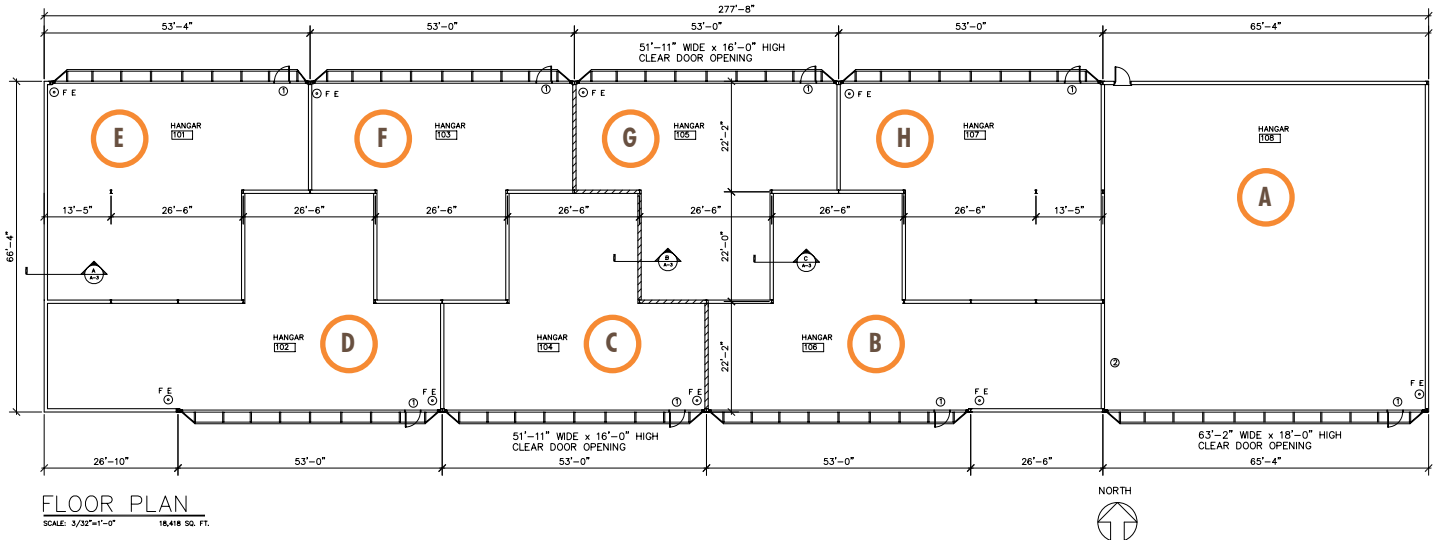 277'-8"
53'-4" 53'-0" 53'-0" 53'-0" 65'-4"
51'-11" WIDE x 16'-0" HIGH
CLEAR DOOR OPENING
F E 1 F E 1 F E 1 F E 1 2
E HANGAR 101
F HANGAR 103
G HANGAR 105
H HANGAR 107
HANGAR 108
A
22'-2"
13'-5" 26'-6" 26'-6" 26'-6" 26'-6" 26'-6" 26'-6" 26'-6" 13'-5"
66'-4"
22'-0"
A
A-3
B
A-3
C
A-3
HANGAR 102 D
HANGAR 104 C
HANGAR 106 B
22'-2"
2
F E 1 F E 1 F E 1 F E 1 F E
51'-11" WIDE x 16'-0" HIGH
CLEAR DOOR OPENING
63'-2" WIDE x 18'-0" HIGH
CLEAR DOOR OPENING
26'-10" 53'-0" 53'-0" 53'-0" 26'-6" 65'-4"
FLOOR PLAN
SCALE: 3/32"=1'-0" 18,418 SQ. FT.
NORTH